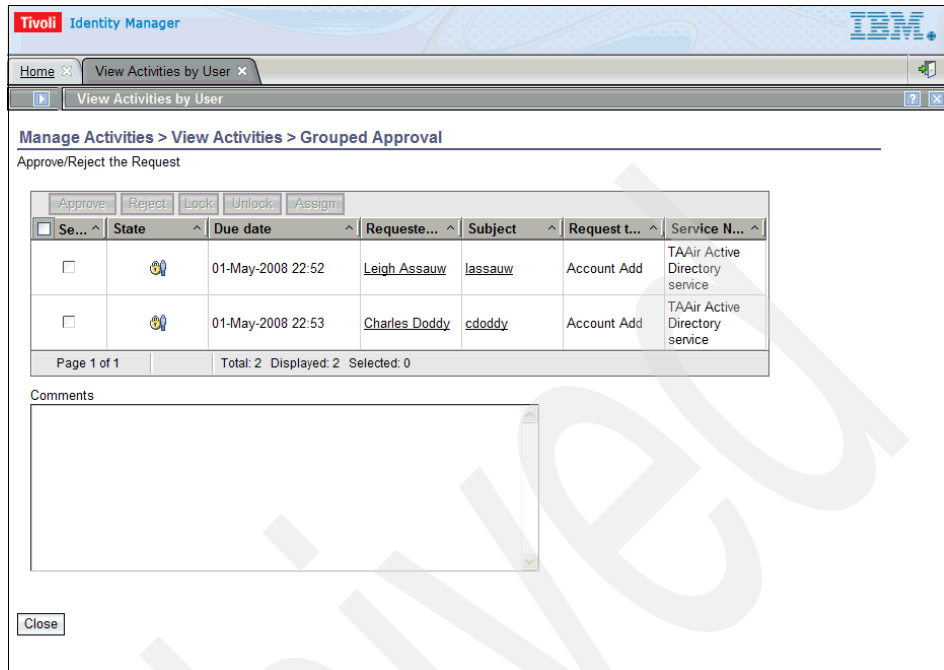 Tivoli Identity Manager
IBM
Home View Activities by User
View Activities by User
Manage Activities > View Activities > Grouped Approval
Approve/Reject the Request
Approve Reject Lock Unlock Assign
Se... ^ State ^ Due date ^ Requeste... ^ Subject ^ Request t... ^ Service N... ^
01-May-2008 22:52 Leigh Assauw lassauw Account Add TAAir Active
Directory
service
01-May-2008 22:53 Charles Doddy cdoddy Account Add TAAir Active
Directory
service
Page 1 of 1 Total: 2 Displayed: 2 Selected: 0
Comments
Close